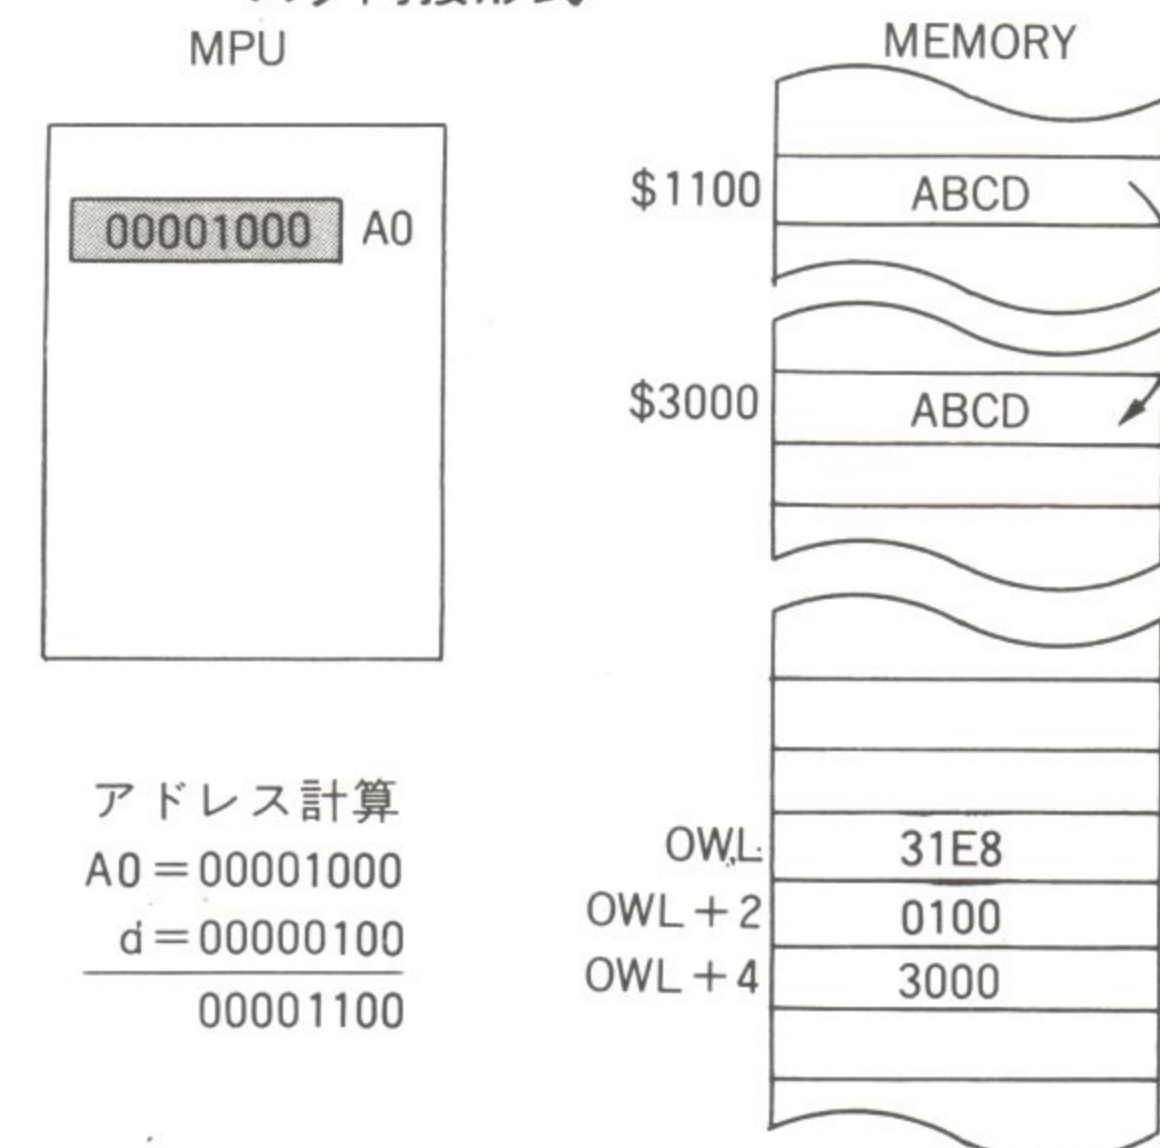 MPU
00001000 A0
アドレス計算
A0=00001000
d=00000100
00001100
MEMORY
$1100 ABCD
$3000 ABCD
OWL 31E8
OWL+2 0100
OWL+4 3000